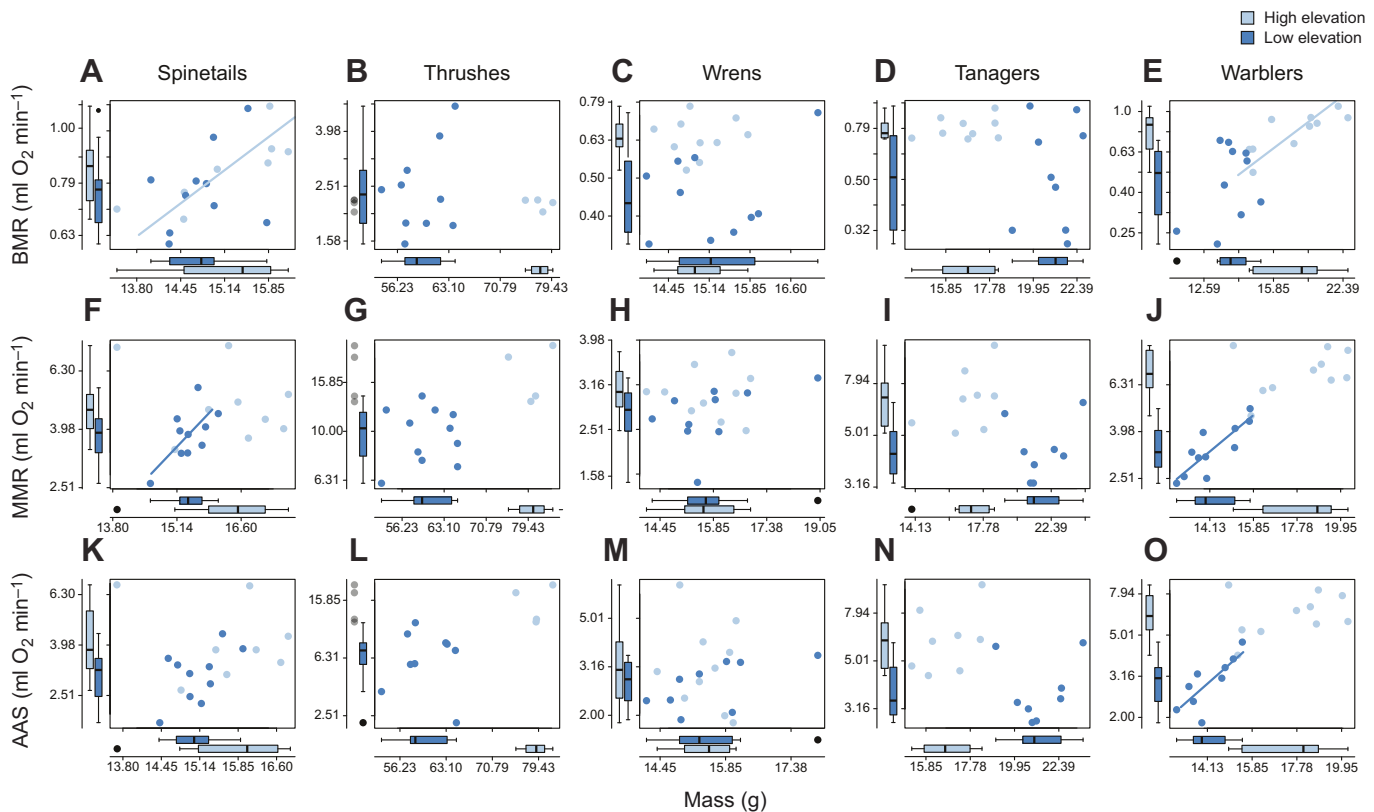 High elevation
Low elevation
A Spinetails
B Thrushes
C Wrens
D Tanagers
E Warblers
BMR (ml O₂ min⁻¹)
1.00
0.79
0.63
13.80 14.45 15.14 15.85
3.98
2.51
1.58
56.23 63.10 70.79 79.43
0.79
0.63
0.50
0.40
14.45 15.14 15.85 16.60
0.79
0.50
0.32
15.85 17.78 19.95 22.39
1.0
0.63
0.40
0.25
12.59 15.85 22.39
F
G
H
I
J
MMR (ml O₂ min⁻¹)
6.30
3.98
2.51
13.80 15.14 16.60
15.85
10.00
6.31
56.23 63.10 70.79 79.43
3.98
3.16
2.51
1.58
14.45 15.85 17.38 19.05
7.94
5.01
3.16
14.13 17.78 22.39
6.31
3.98
2.51
14.13 15.85 17.78 19.95
K
L
M
N
O
AAS (ml O₂ min⁻¹)
6.30
3.98
2.51
13.80 14.45 15.14 15.85 16.60
15.85
6.31
2.51
56.23 63.10 70.79 79.43
5.01
3.16
2.00
14.45 15.85 17.38
7.94
5.01
3.16
15.85 17.78 19.95 22.39
7.94
5.01
3.16
2.00
14.13 15.85 17.78 19.95
Mass (g)